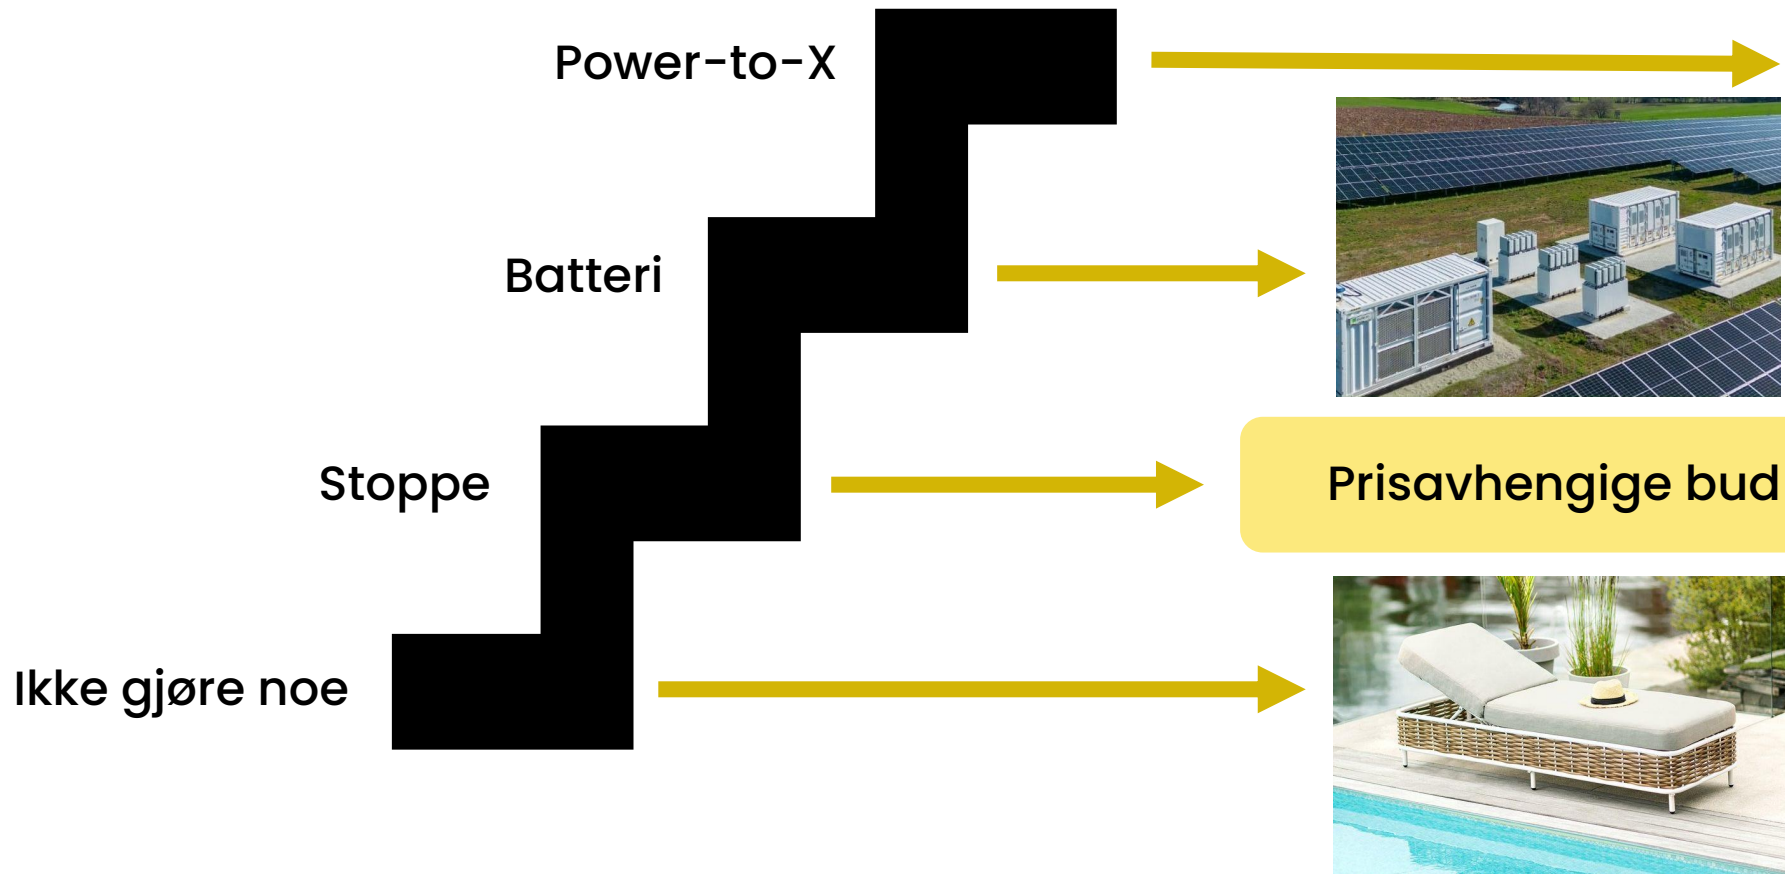 Power-to-X
Batteri
Stoppe
Prisavhengige bud
Ikke gjøre noe